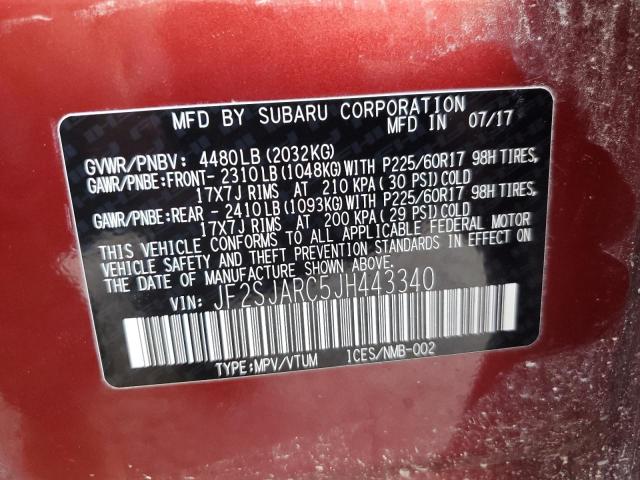 MFD BY SUBARU CORPORATION
MFD IN 07/17
GVWR/PNBV: 4480LB (2032KG)
GAWR/PNBE:FRONT- 2310LB (1048KG) WITH P225/60R17 98H TIRES,
17X7J RIMS AT 210 KPA (30 PSI) COLD
GAWR/PNBE:REAR - 2410LB (1093KG) WITH P225/60R17 98H TIRES,
17X7J RIMS AT 200 KPA (29 PSI) COLD
THIS VEHICLE CONFORMS TO ALL APPLICABLE FEDERAL MOTOR
VEHICLE SAFETY AND THEFT PREVENTION STANDARDS IN EFFECT ON
THE DATE OF MANUFACTURE SHOWN ABOVE.
VIN: JF2SJARC5JH443340
TYPE:MPV/VTUM 1CES/NMB-002